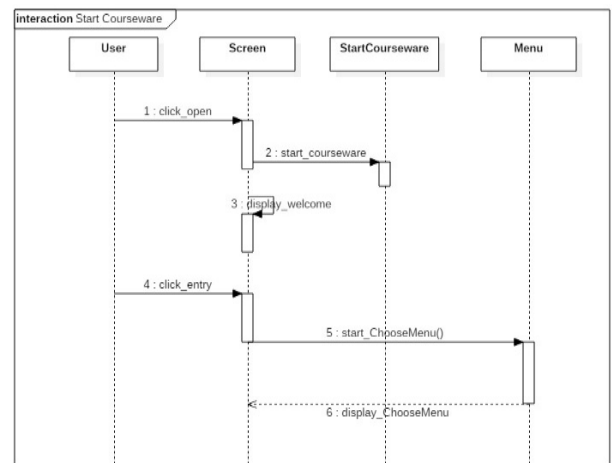 interaction Start Courseware
User
Screen
StartCourseware
Menu
1 : click_open
2 : start_courseware
3 : display_welcome
4 : click_entry
5 : start_ChooseMenu()
6 : display_ChooseMenu